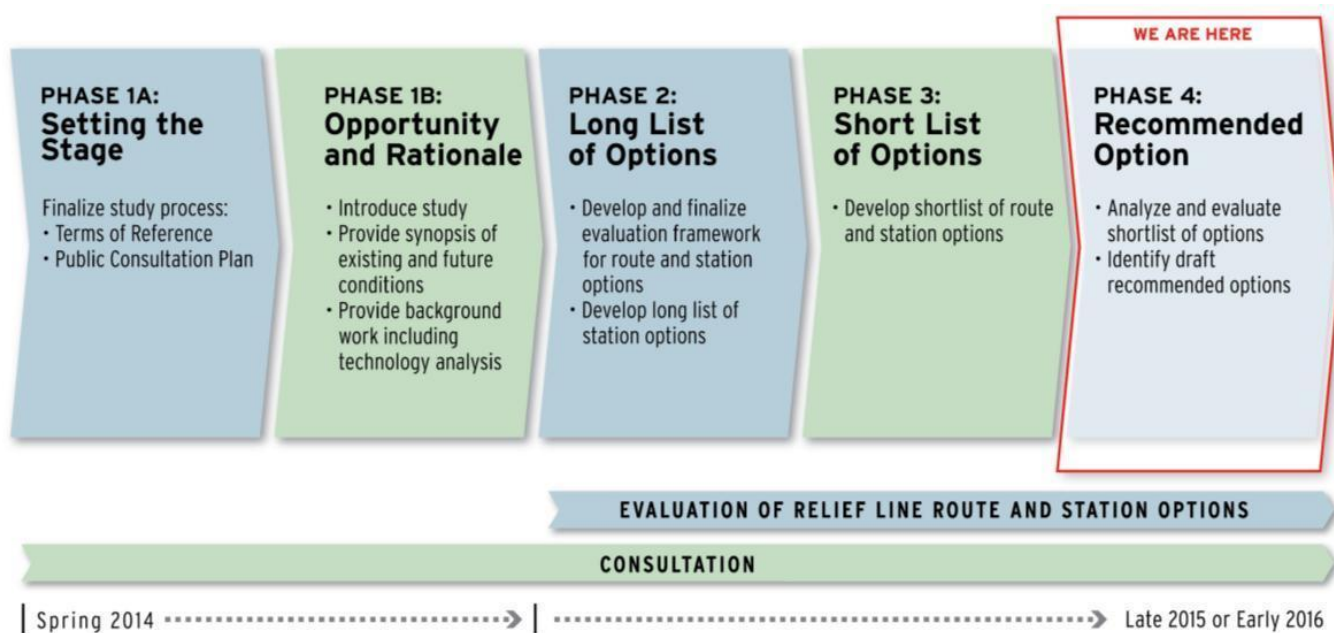 WE ARE HERE
PHASE 1A:
Setting the
Stage
Finalize study process:
• Terms of Reference
• Public Consultation Plan
PHASE 1B:
Opportunity
and Rationale
• Introduce study
• Provide synopsis of
existing and future
conditions
• Provide background
work including
technology analysis
PHASE 2:
Long List
of Options
• Develop and finalize
evaluation framework
for route and station
options
• Develop long list of
station options
PHASE 3:
Short List
of Options
• Develop shortlist of route
and station options
PHASE 4:
Recommended
Option
• Analyze and evaluate
shortlist of options
• Identify draft
recommended options
EVALUATION OF RELIEF LINE ROUTE AND STATION OPTIONS
CONSULTATION
Spring 2014
Late 2015 or Early 2016